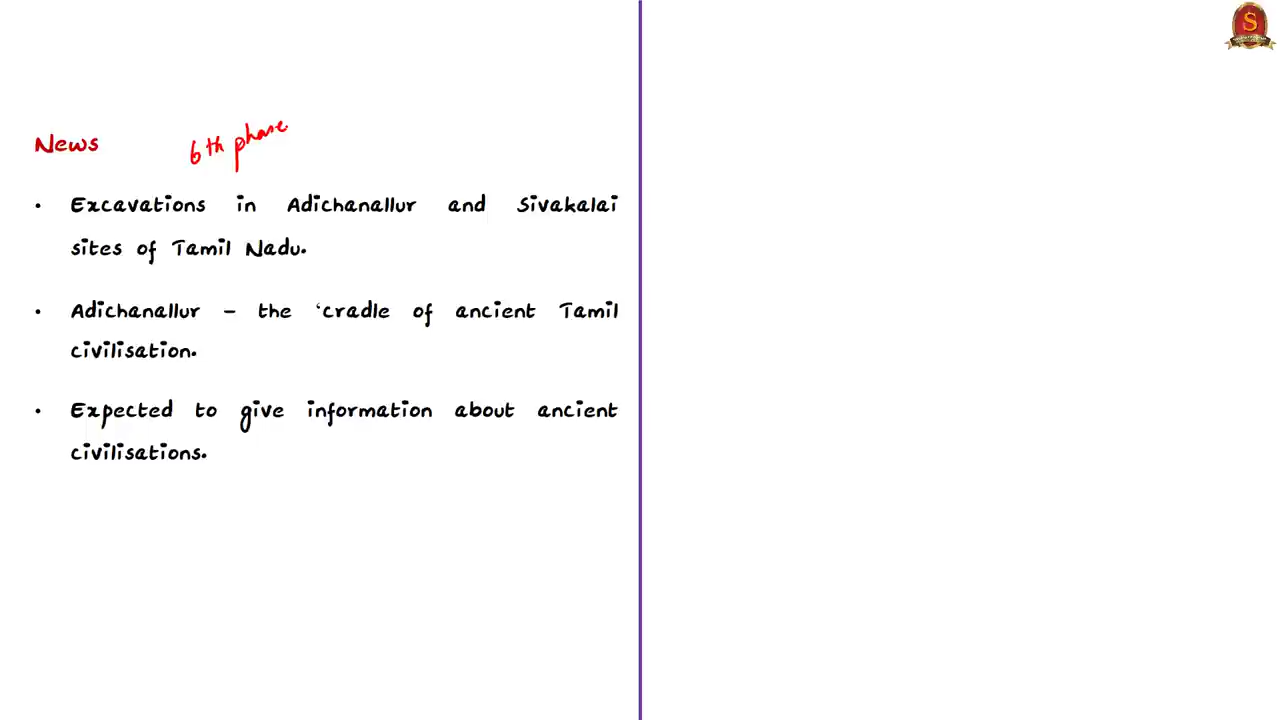 News
6th phase
• Excavations in Adichanallur and Sivakalai
sites of Tamil Nadu.
• Adichanallur – the ‘cradle of ancient Tamil
civilisation.
• Expected to give information about ancient
civilisations.
S